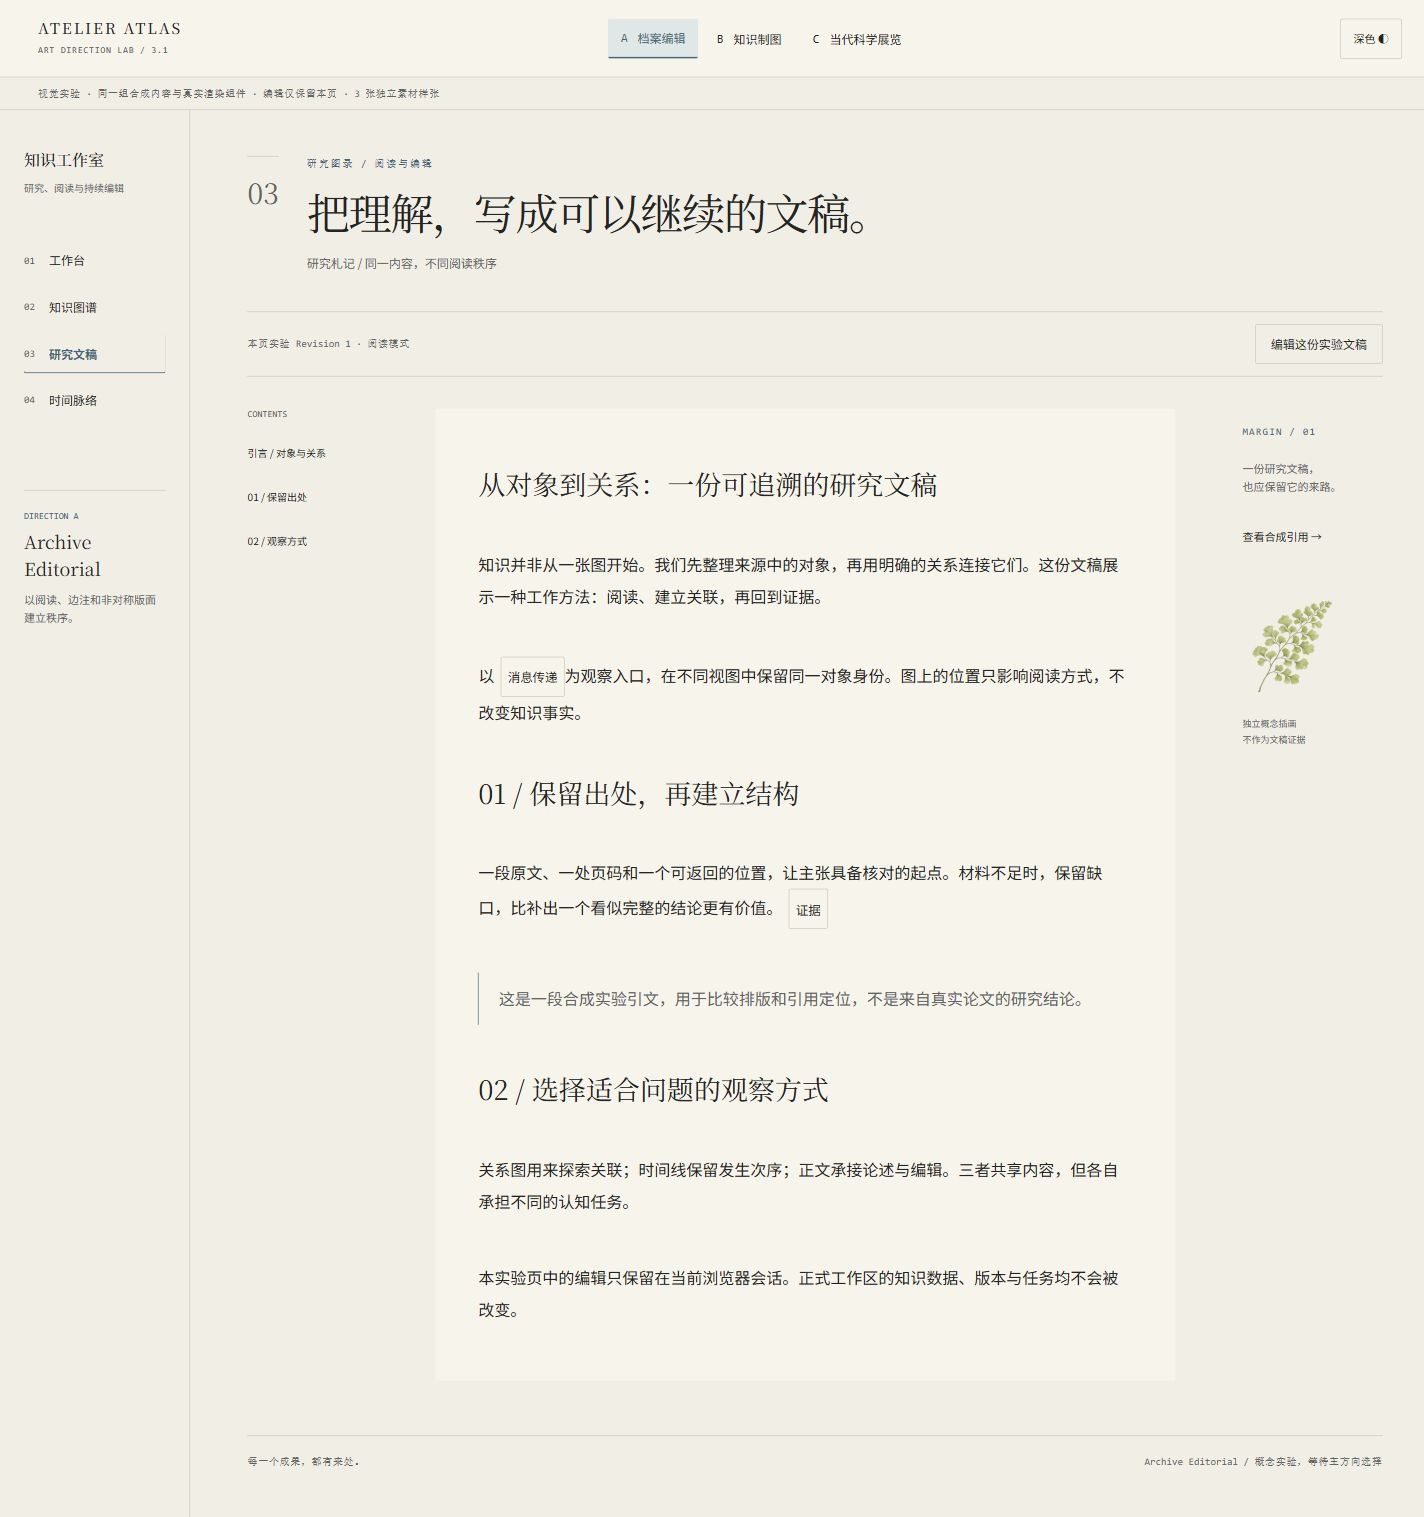 ATELIER ATLAS
ART DIRECTION LAB / 3.1
A 档案编辑
B 知识制图
C 当代科学展览
深色
视觉实验 · 同一组合成内容与真实渲染组件 · 编辑仅保留本页 · 3 张独立素材样张
知识工作室
研究、阅读与持续编辑
01 工作台
02 知识图谱
03 研究文稿
04 时间脉络
DIRECTION A
Archive
Editorial
以阅读、边注和非对称版面
建立秩序。
03
研究图录 / 阅读与编辑
把理解，写成可以继续的文稿。
研究札记 / 同一内容，不同阅读秩序
本页实验 Revision 1 · 阅读模式
编辑这份实验文稿
CONTENTS
引言 / 对象与关系
01 / 保留出处
02 / 观察方式
从对象到关系：一份可追溯的研究文稿
知识并非从一张图开始。我们先整理来源中的对象，再用明确的关系连接它们。这份文稿展
示一种工作方法：阅读、建立关联，再回到证据。
以 消息传递 为观察入口，在不同视图中保留同一对象身份。图上的位置只影响阅读方式，不
改变知识事实。
01 / 保留出处，再建立结构
一段原文、一处页码和一个可返回的位置，让主张具备核对的起点。材料不足时，保留缺
口，比补出一个看似完整的结论更有价值。 证据
这是一段合成实验引文，用于比较排版和引用定位，不是来自真实论文的研究结论。
02 / 选择适合问题的观察方式
关系图用来探索关联；时间线保留发生次序；正文承接论述与编辑。三者共享内容，但各自
承担不同的认知任务。
本实验页中的编辑只保留在当前浏览器会话。正式工作区的知识数据、版本与任务均不会被
改变。
MARGIN / 01
一份研究文稿，
也应保留它的来路。
查看合成引用 →
独立概念插画
不作为文稿证据
每一个成果，都有来处。
Archive Editorial / 概念实验，等待主方向选择